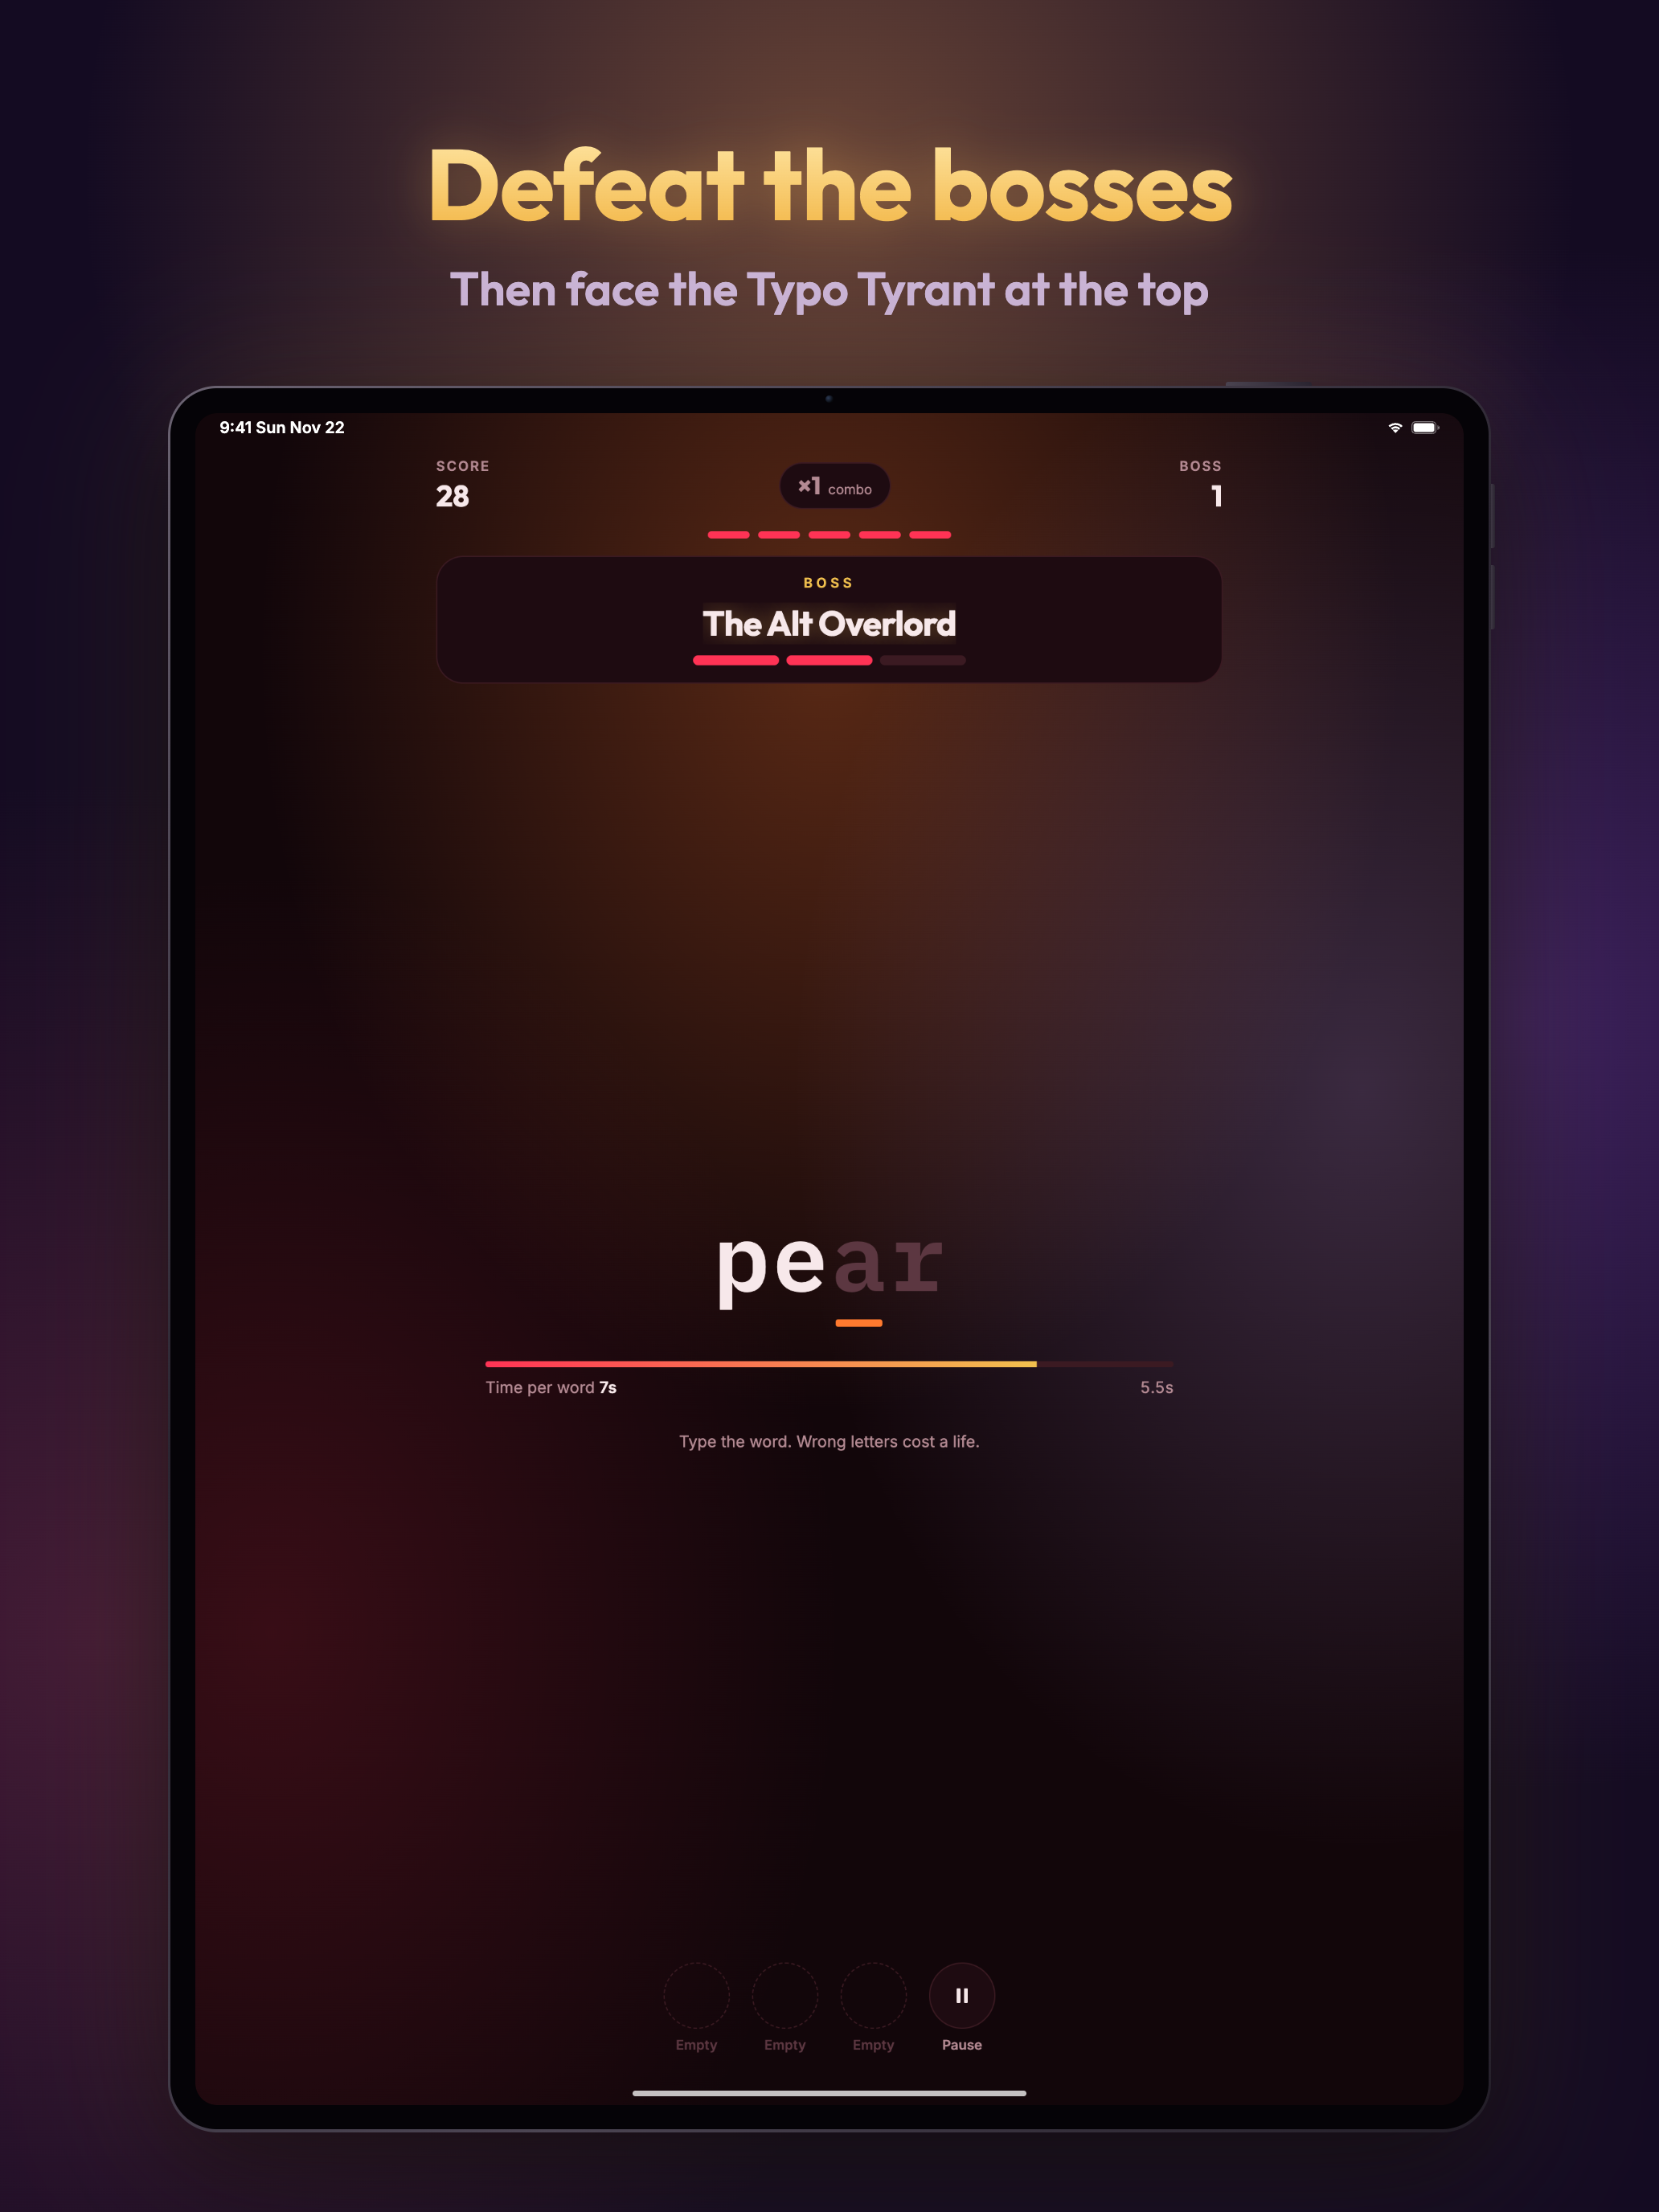 Defeat the bosses
Then face the Typo Tyrant at the top
9:41 Sun Nov 22
SCORE
28
×1 combo
BOSS
1
BOSS
The Alt Overlord
pear
Time per word 7s
5.5s
Type the word. Wrong letters cost a life.
Empty
Empty
Empty
Pause